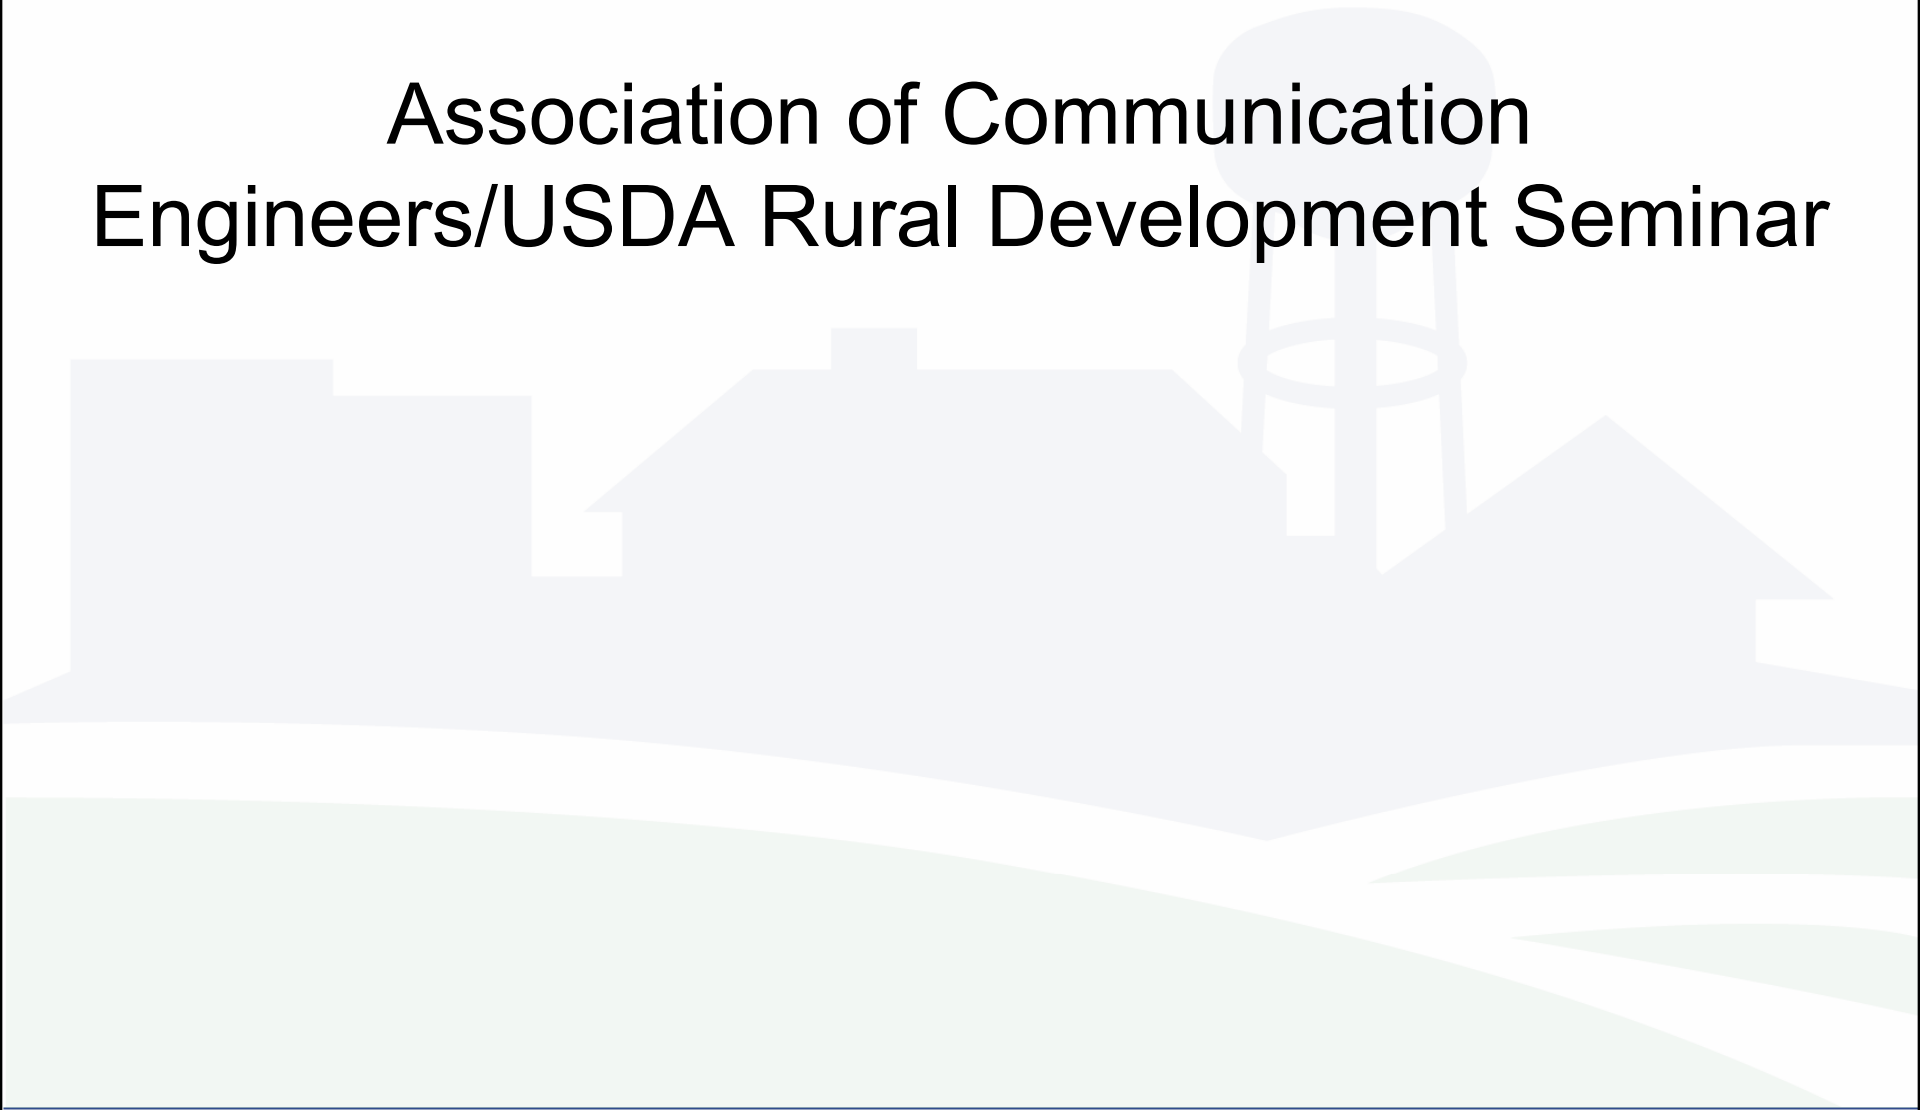 Association of Communication
Engineers/USDA Rural Development Seminar